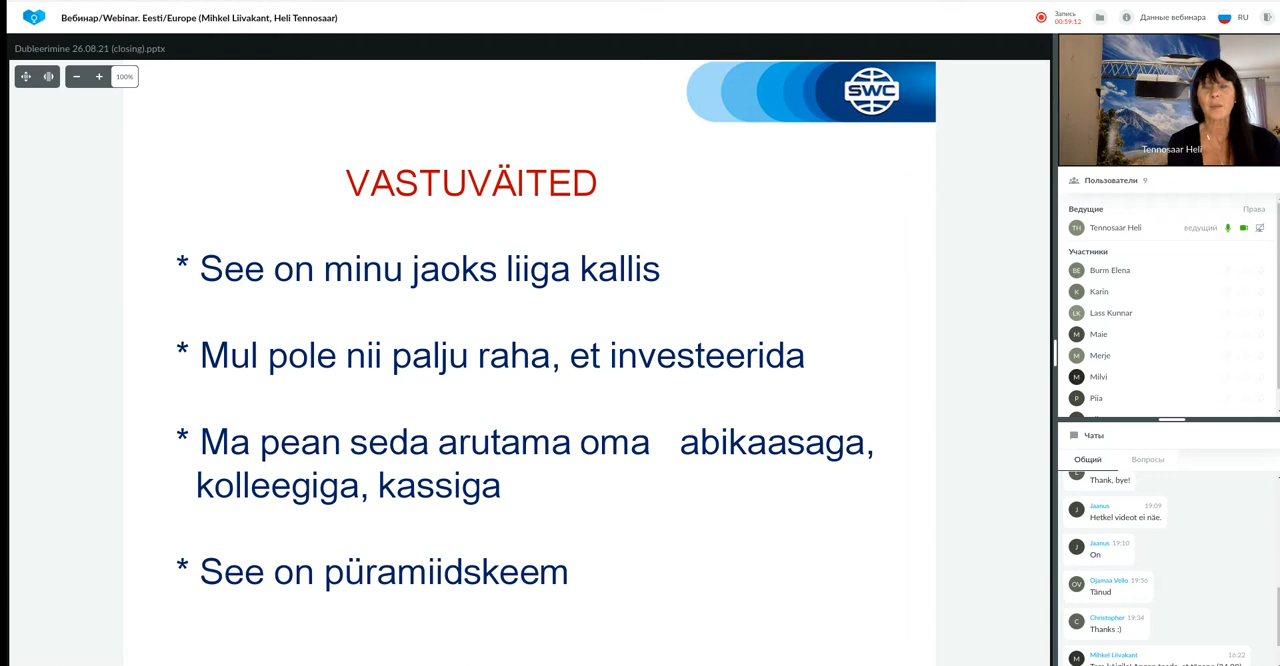 Вебинар/Webinar. Eesti/Europe (Mihkel Liivakant, Heli Tennosaar)
Запись
00:59:12
Данные вебинара
RU
Dubleerimine 26.08.21 (closing).pptx
100%
SWC
VASTUVÄITED
* See on minu jaoks liiga kallis
* Mul pole nii palju raha, et investeerida
* Ma pean seda arutama oma abikaasaga,
kolleegiga, kassiga
* See on püramiidskeem
Tennosaar Heli
Пользователи 9
Ведущие Права
TH Tennosaar Heli ведущий
Участники
BE Burm Elena
K Karin
LK Lass Kunnar
M Maie
M Merje
M Milvi
P Piia
Чаты
Общий Вопросы
Thank, bye!
J Jaanus 19:09
Hetkel videot ei näe.
J Jaanus 19:10
On
OV Ojamaa Vello 19:56
Tänud
C Christopher 19:34
Thanks :)
M Mihkel Liivakant 16:22